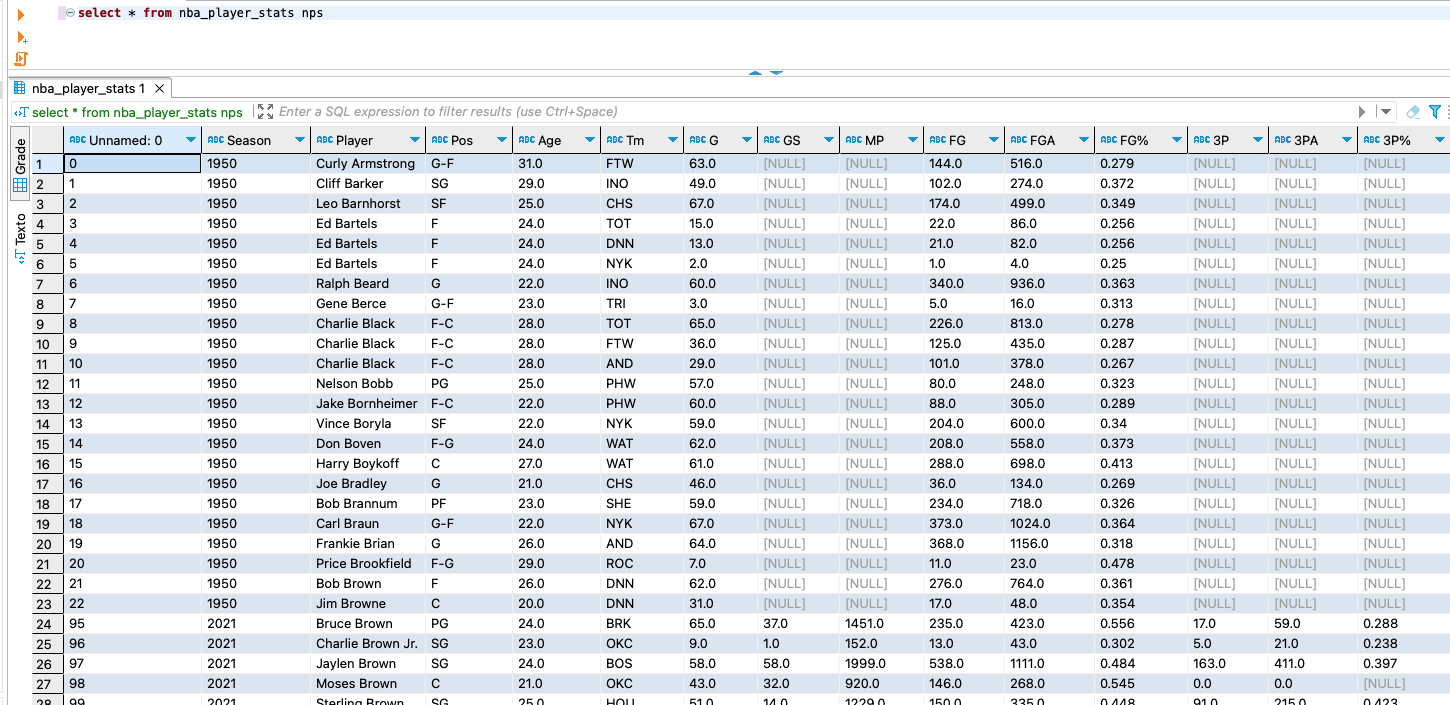 select * from nba_player_stats nps
nba_player_stats 1
select * from nba_player_stats nps Enter a SQL expression to filter results (use Ctrl+Space)
Grade
Texto
ABC Unnamed: 0 ABC Season ABC Player ABC Pos ABC Age ABC Tm ABC G ABC GS ABC MP ABC FG ABC FGA ABC FG% ABC 3P ABC 3PA ABC 3P%
1 0 1950 Curly Armstrong G-F 31.0 FTW 63.0 [NULL] [NULL] 144.0 516.0 0.279 [NULL] [NULL] [NULL]
2 1 1950 Cliff Barker SG 29.0 INO 49.0 [NULL] [NULL] 102.0 274.0 0.372 [NULL] [NULL] [NULL]
3 2 1950 Leo Barnhorst SF 25.0 CHS 67.0 [NULL] [NULL] 174.0 499.0 0.349 [NULL] [NULL] [NULL]
4 3 1950 Ed Bartels F 24.0 TOT 15.0 [NULL] [NULL] 22.0 86.0 0.256 [NULL] [NULL] [NULL]
5 4 1950 Ed Bartels F 24.0 DNN 13.0 [NULL] [NULL] 21.0 82.0 0.256 [NULL] [NULL] [NULL]
6 5 1950 Ed Bartels F 24.0 NYK 2.0 [NULL] [NULL] 1.0 4.0 0.25 [NULL] [NULL] [NULL]
7 6 1950 Ralph Beard G 22.0 INO 60.0 [NULL] [NULL] 340.0 936.0 0.363 [NULL] [NULL] [NULL]
8 7 1950 Gene Berce G-F 23.0 TRI 3.0 [NULL] [NULL] 5.0 16.0 0.313 [NULL] [NULL] [NULL]
9 8 1950 Charlie Black F-C 28.0 TOT 65.0 [NULL] [NULL] 226.0 813.0 0.278 [NULL] [NULL] [NULL]
10 9 1950 Charlie Black F-C 28.0 FTW 36.0 [NULL] [NULL] 125.0 435.0 0.287 [NULL] [NULL] [NULL]
11 10 1950 Charlie Black F-C 28.0 AND 29.0 [NULL] [NULL] 101.0 378.0 0.267 [NULL] [NULL] [NULL]
12 11 1950 Nelson Bobb PG 25.0 PHW 57.0 [NULL] [NULL] 80.0 248.0 0.323 [NULL] [NULL] [NULL]
13 12 1950 Jake Bornheimer F-C 22.0 PHW 60.0 [NULL] [NULL] 88.0 305.0 0.289 [NULL] [NULL] [NULL]
14 13 1950 Vince Boryla SF 22.0 NYK 59.0 [NULL] [NULL] 204.0 600.0 0.34 [NULL] [NULL] [NULL]
15 14 1950 Don Boven F-G 24.0 WAT 62.0 [NULL] [NULL] 208.0 558.0 0.373 [NULL] [NULL] [NULL]
16 15 1950 Harry Boykoff C 27.0 WAT 61.0 [NULL] [NULL] 288.0 698.0 0.413 [NULL] [NULL] [NULL]
17 16 1950 Joe Bradley G 21.0 CHS 46.0 [NULL] [NULL] 36.0 134.0 0.269 [NULL] [NULL] [NULL]
18 17 1950 Bob Brannum PF 23.0 SHE 59.0 [NULL] [NULL] 234.0 718.0 0.326 [NULL] [NULL] [NULL]
19 18 1950 Carl Braun G-F 22.0 NYK 67.0 [NULL] [NULL] 373.0 1024.0 0.364 [NULL] [NULL] [NULL]
20 19 1950 Frankie Brian G 26.0 AND 64.0 [NULL] [NULL] 368.0 1156.0 0.318 [NULL] [NULL] [NULL]
21 20 1950 Price Brookfield F-G 29.0 ROC 7.0 [NULL] [NULL] 11.0 23.0 0.478 [NULL] [NULL] [NULL]
22 21 1950 Bob Brown F 26.0 DNN 62.0 [NULL] [NULL] 276.0 764.0 0.361 [NULL] [NULL] [NULL]
23 22 1950 Jim Browne C 20.0 DNN 31.0 [NULL] [NULL] 17.0 48.0 0.354 [NULL] [NULL] [NULL]
24 95 2021 Bruce Brown PG 24.0 BRK 65.0 37.0 1451.0 235.0 423.0 0.556 17.0 59.0 0.288
25 96 2021 Charlie Brown Jr. SG 23.0 OKC 9.0 1.0 152.0 13.0 43.0 0.302 5.0 21.0 0.238
26 97 2021 Jaylen Brown SG 24.0 BOS 58.0 58.0 1999.0 538.0 1111.0 0.484 163.0 411.0 0.397
27 98 2021 Moses Brown C 21.0 OKC 43.0 32.0 920.0 146.0 268.0 0.545 0.0 0.0 [NULL]
28 99 2021 Sterling Brown SG 25.0 HOU 51.0 14.0 1229.0 150.0 335.0 0.448 91.0 215.0 0.423